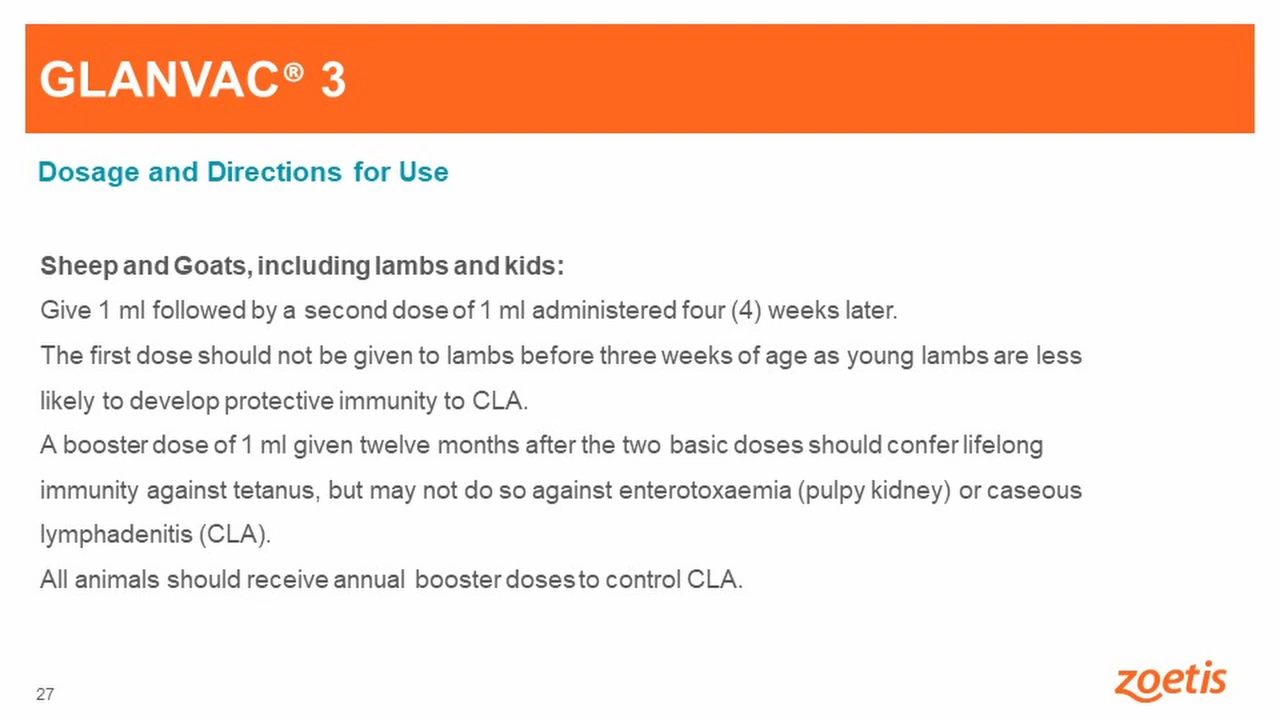 GLANVAC® 3
Dosage and Directions for Use
Sheep and Goats, including lambs and kids:
Give 1 ml followed by a second dose of 1 ml administered four (4) weeks later.
The first dose should not be given to lambs before three weeks of age as young lambs are less
likely to develop protective immunity to CLA.
A booster dose of 1 ml given twelve months after the two basic doses should confer lifelong
immunity against tetanus, but may not do so against enterotoxaemia (pulpy kidney) or caseous
lymphadenitis (CLA).
All animals should receive annual booster doses to control CLA.
27
zoetis